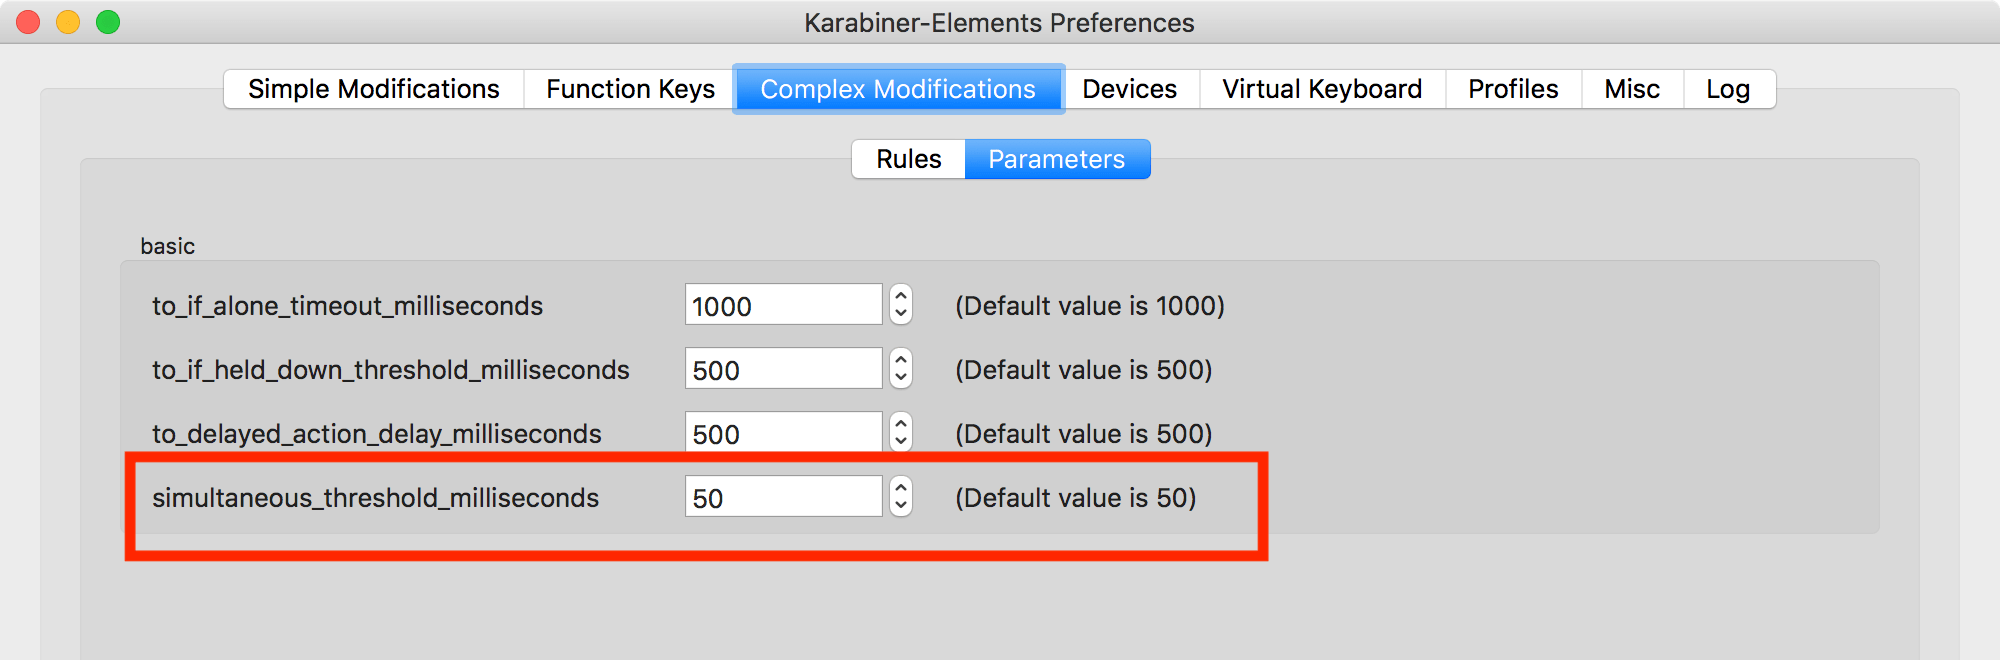 Karabiner-Elements Preferences
Simple Modifications Function Keys Complex Modifications Devices Virtual Keyboard Profiles Misc Log
Rules Parameters
basic
to_if_alone_timeout_milliseconds 1000 (Default value is 1000)
to_if_held_down_threshold_milliseconds 500 (Default value is 500)
to_delayed_action_delay_milliseconds 500 (Default value is 500)
simultaneous_threshold_milliseconds 50 (Default value is 50)